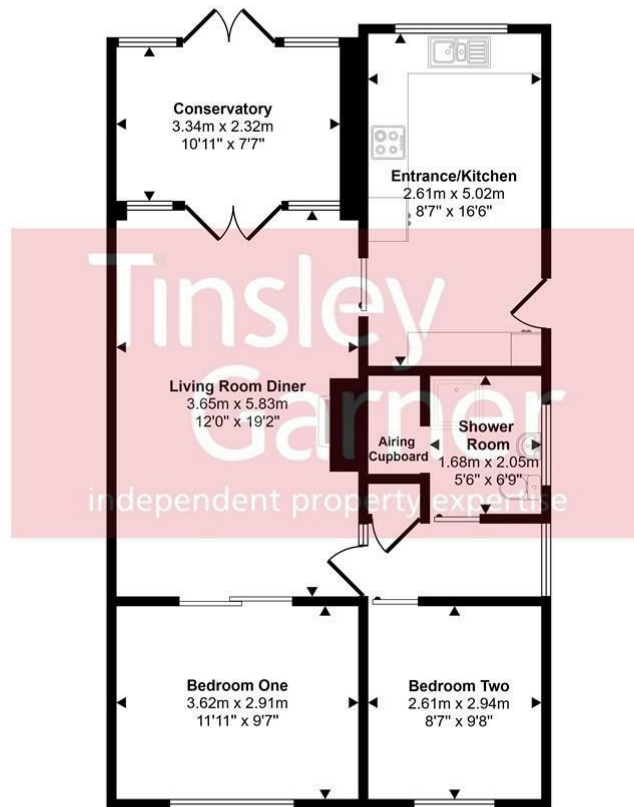 Conservatory
3.34m x 2.32m
10'11" x 7'7"
Entrance/Kitchen
2.61m x 5.02m
8'7" x 16'6"
Tinsley
Garner
independent property expertise
Living Room Diner
3.65m x 5.83m
12'0" x 19'2"
Airing
Cupboard
Shower
Room
1.68m x 2.05m
5'6" x 6'9"
Bedroom One
3.62m x 2.91m
11'11" x 9'7"
Bedroom Two
2.61m x 2.94m
8'7" x 9'8"